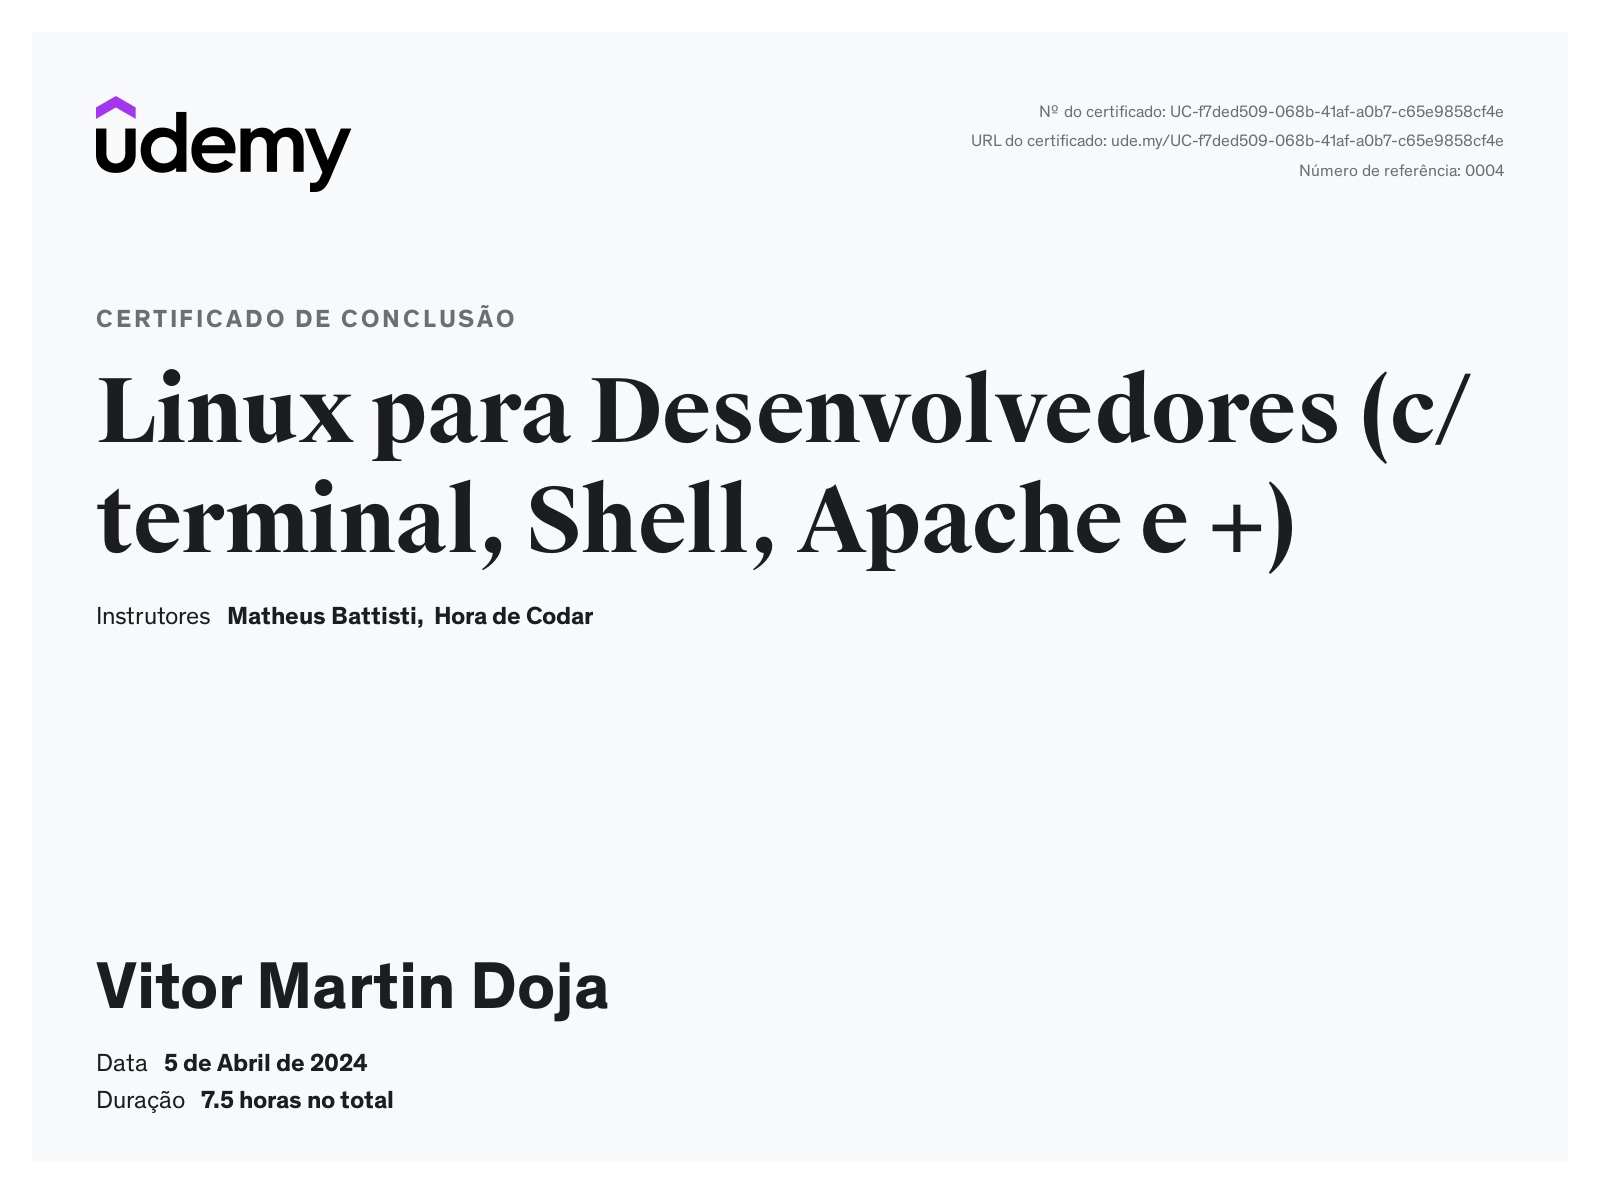 udemy
Nº do certificado: UC-f7ded509-068b-41af-a0b7-c65e9858cf4e
URL do certificado: ude.my/UC-f7ded509-068b-41af-a0b7-c65e9858cf4e
Número de referência: 0004
CERTIFICADO DE CONCLUSÃO
Linux para Desenvolvedores (c/
terminal, Shell, Apache e +)
Instrutores Matheus Battisti, Hora de Codar
Vitor Martin Doja
Data 5 de Abril de 2024
Duração 7.5 horas no total